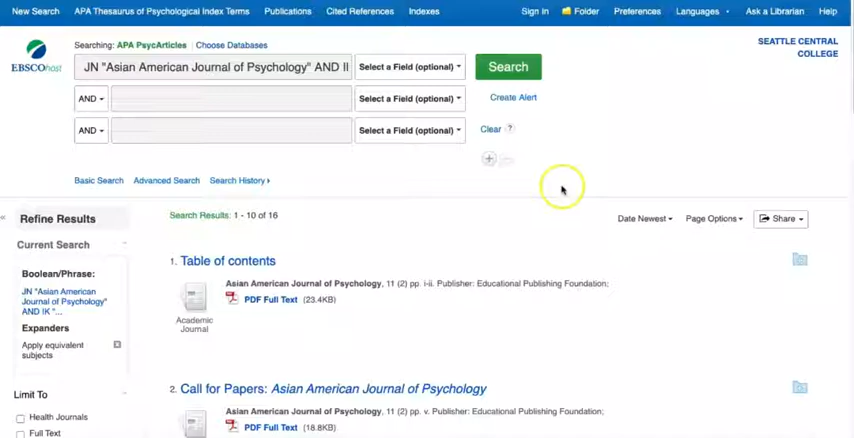 New Search APA Thesaurus of Psychological Index Terms Publications Cited References Indexes Sign In Folder Preferences Languages Ask a Librarian Help
EBSCOhost
Searching: APA PsycArticles | Choose Databases
SEATTLE CENTRAL
COLLEGE
JN "Asian American Journal of Psychology" AND II Select a Field (optional) Search
AND Select a Field (optional) Create Alert
AND Select a Field (optional) Clear ?
Basic Search Advanced Search Search History
« Refine Results
Search Results: 1 - 10 of 16 Date Newest Page Options Share
Current Search
Boolean/Phrase:
JN "Asian American
Journal of Psychology"
AND IK "...
Expanders
Apply equivalent
subjects
Limit To
Health Journals
Full Text
1. Table of contents
Asian American Journal of Psychology, 11 (2) pp. i-ii. Publisher: Educational Publishing Foundation;
PDF Full Text (23.4KB)
Academic
Journal
2. Call for Papers: Asian American Journal of Psychology
Asian American Journal of Psychology, 11 (2) pp. v. Publisher: Educational Publishing Foundation;
PDF Full Text (18.8KB)